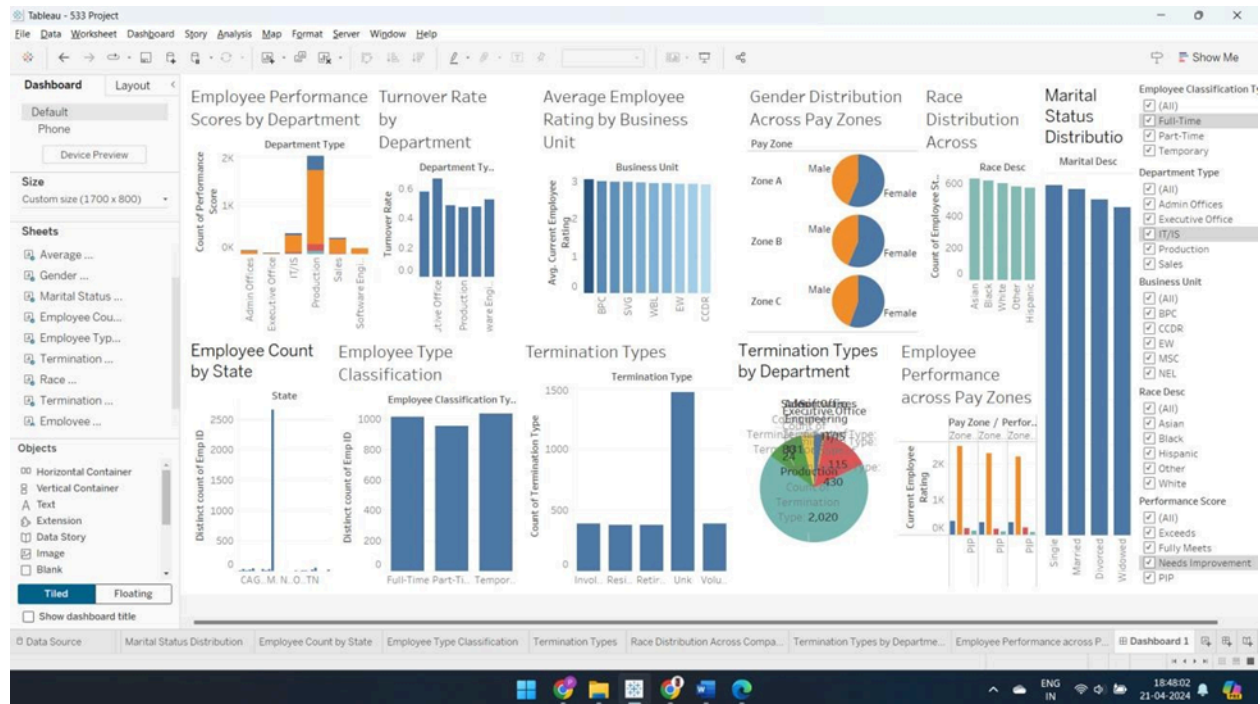 Tableau - 533 Project
File Data Worksheet Dashboard Story Analysis Map Format Server Window Help
Show Me
Dashboard Layout
Default
Phone
Device Preview
Size
Custom size (1700 x 800)
Sheets
Average ...
Gender ...
Marital Status ...
Employee Cou...
Employee Typ...
Termination ...
Race ...
Termination ...
Employee ...
Objects
Horizontal Container
Vertical Container
Text
Extension
Data Story
Image
Blank
Tiled Floating
Show dashboard title
Employee Performance
Scores by Department
Department Type
Count of Performance
Score
2K
1K
0K
Admin Offices
Executive Office
IT/IS
Production
Sales
Software Engi..
Turnover Rate
by
Department
Department Ty..
Turnover Rate
0.6
0.4
0.2
0.0
utive Office
Production
ware Engi..
Average Employee
Rating by Business
Unit
Business Unit
Avg. Current Employee
Rating
3
2
1
0
BPC
SVG
WBL
EW
CCDR
Gender Distribution
Across Pay Zones
Pay Zone
Zone A
Male
Female
Zone B
Male
Female
Zone C
Male
Female
Race
Distribution
Across
Race Desc
Count of Employee St..
600
400
200
0
Asian
Black
White
Other
Hispanic
Marital
Status
Distributio
Marital Desc
Single
Married
Divorced
Widowed
Employee Count
by State
State
Distinct count of Emp ID
2500
2000
1500
1000
500
0
CAG.. M.. N..O..TN
Employee Type
Classification
Employee Classification Ty..
Distinct count of Emp ID
1000
800
600
400
200
0
Full-Time Part-Ti.. Tempor..
Termination Types
Termination Type
Count of Termination Type
1500
1000
500
0
Invol.. Resi.. Retir.. Unk Volu..
Termination Types
by Department
Executive Office
Engineering
IT/IS
115
430
24
Production
Count of
Termination
Type: 2,020
Employee
Performance
across Pay Zones
Pay Zone / Perfor..
Zone.. Zone.. Zone..
Current Employee
Rating
2K
1K
0K
PIP
PIP
PIP
Employee Classification Ty
(All)
Full-Time
Part-Time
Temporary
Department Type
(All)
Admin Offices
Executive Office
IT/IS
Production
Sales
Business Unit
(All)
BPC
CCDR
EW
MSC
NEL
Race Desc
(All)
Asian
Black
Hispanic
Other
White
Performance Score
(All)
Exceeds
Fully Meets
Needs Improvement
PIP
Data Source Marital Status Distribution Employee Count by State Employee Type Classification Termination Types Race Distribution Across Compa... Termination Types by Departme... Employee Performance across P... Dashboard 1
ENG
IN
18:48:02
21-04-2024